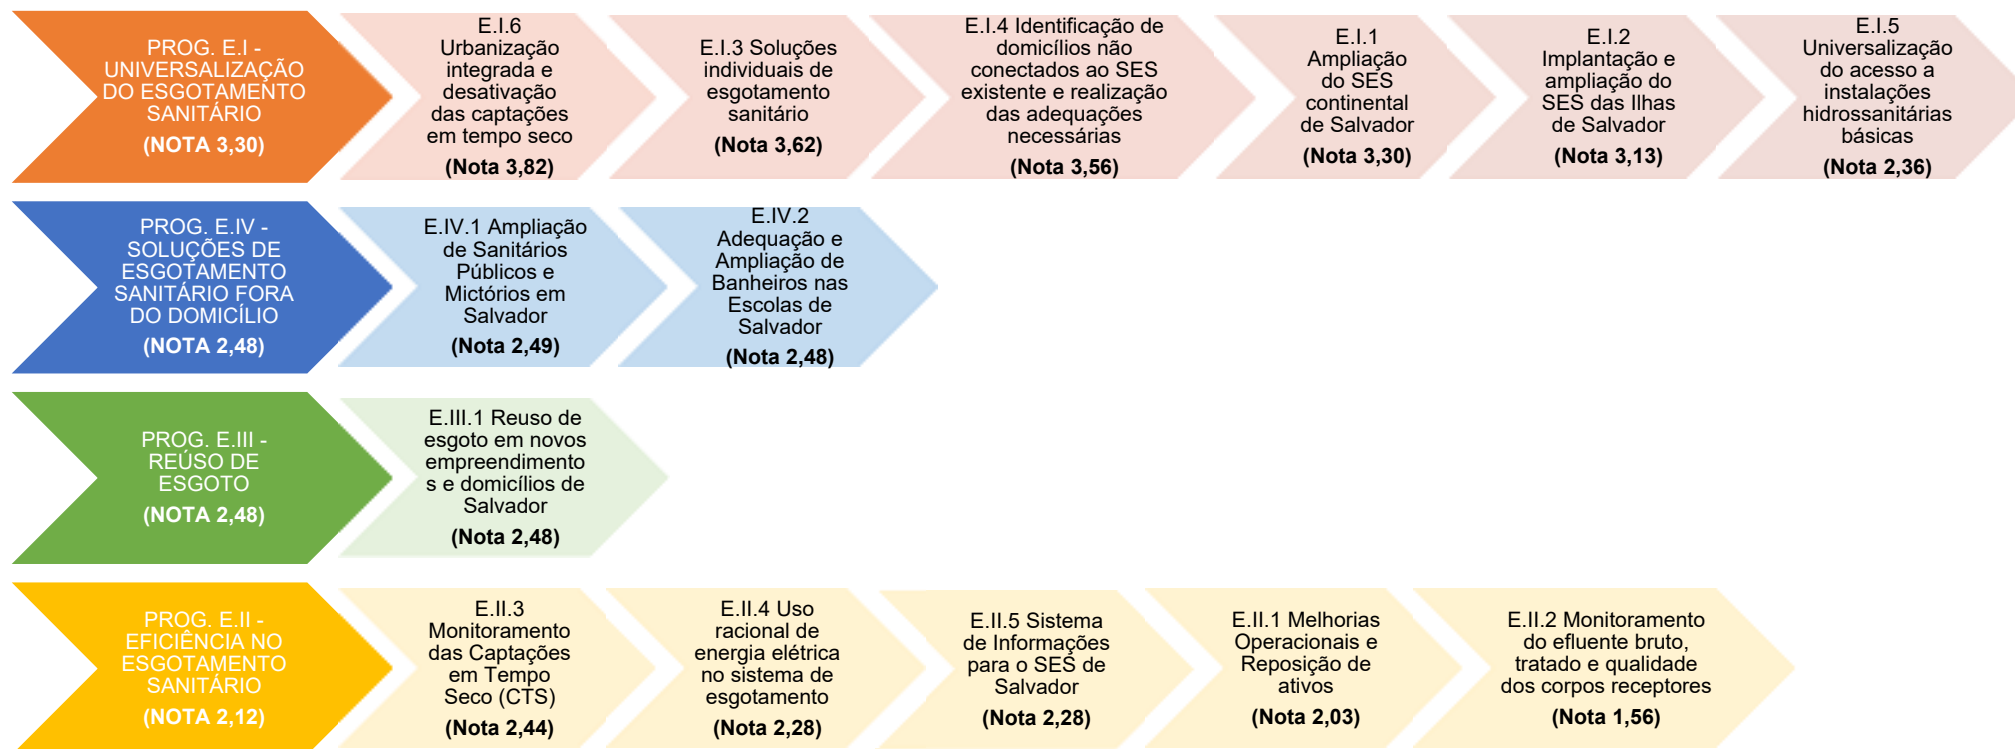 PROG. E.I -
UNIVERSALIZAÇÃO
DO ESGOTAMENTO
SANITÁRIO
(NOTA 3,30)
E.I.6
Urbanização
integrada e
desativação
das captações
em tempo seco
(Nota 3,82)
E.I.3 Soluções
individuais de
esgotamento
sanitário
(Nota 3,62)
E.I.4 Identificação de
domicílios não
conectados ao SES
existente e realização
das adequações
necessárias
(Nota 3,56)
E.I.1
Ampliação
do SES
continental
de Salvador
(Nota 3,30)
E.I.2
Implantação e
ampliação do
SES das Ilhas
de Salvador
(Nota 3,13)
E.I.5
Universalização
do acesso a
instalações
hidrossanitárias
básicas
(Nota 2,36)
PROG. E.IV -
SOLUÇÕES DE
ESGOTAMENTO
SANITÁRIO FORA
DO DOMICÍLIO
(NOTA 2,48)
E.IV.1 Ampliação
de Sanitários
Públicos e
Mictórios em
Salvador
(Nota 2,49)
E.IV.2
Adequação e
Ampliação de
Banheiros nas
Escolas de
Salvador
(Nota 2,48)
PROG. E.III -
REÚSO DE
ESGOTO
(NOTA 2,48)
E.III.1 Reuso de
esgoto em novos
empreendimento
s e domicílios de
Salvador
(Nota 2,48)
PROG. E.II -
EFICIÊNCIA NO
ESGOTAMENTO
SANITÁRIO
(NOTA 2,12)
E.II.3
Monitoramento
das Captações
em Tempo
Seco (CTS)
(Nota 2,44)
E.II.4 Uso
racional de
energia elétrica
no sistema de
esgotamento
(Nota 2,28)
E.II.5 Sistema
de Informações
para o SES de
Salvador
(Nota 2,28)
E.II.1 Melhorias
Operacionais e
Reposição de
ativos
(Nota 2,03)
E.II.2 Monitoramento
do efluente bruto,
tratado e qualidade
dos corpos receptores
(Nota 1,56)